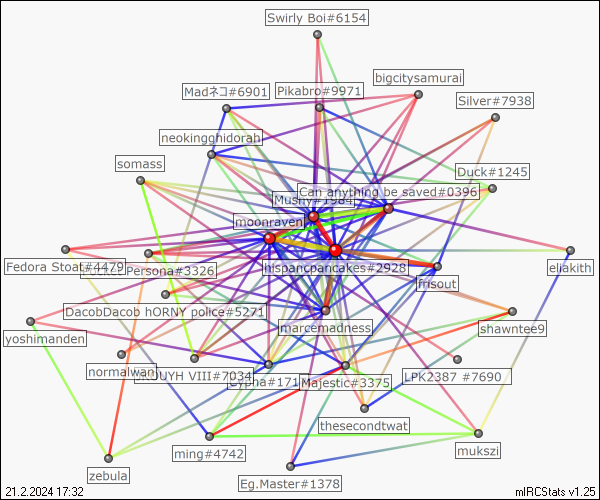 Swirly Boi#6154
bigcitysamurai
Madネコ#6901
Pikabro#9971
Silver#7938
neokingghidorah
somass
Duck#1245
Can anything be saved#0396
Mushy#1984
moonraven
Fedora Stoat#4479
Persona#3326
hispanicpancakes#2928
eliakith
frisout
DacobDacob hORNY police#5271
marcemadness
shawntee9
yoshimanden
normalwan
VIII#7034
Majestic#3375
LPK2387 #7690
thesecondtwat
ming#4742
mukszi
zebula
Eg.Master#1378
21.2.2024 17:32
mIRCStats v1.25